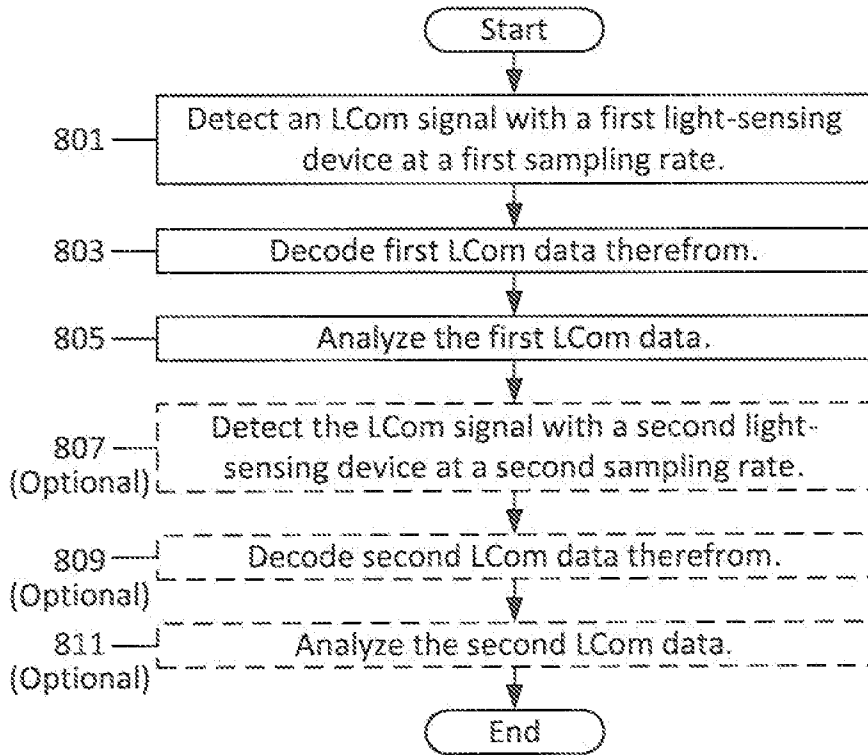 Start
801
Detect an LCom signal with a first light-sensing
device at a first sampling rate.
803
Decode first LCom data therefrom.
805
Analyze the first LCom data.
807
(Optional)
Detect the LCom signal with a second light-
sensing device at a second sampling rate.
809
(Optional)
Decode second LCom data therefrom.
811
(Optional)
Analyze the second LCom data.
End